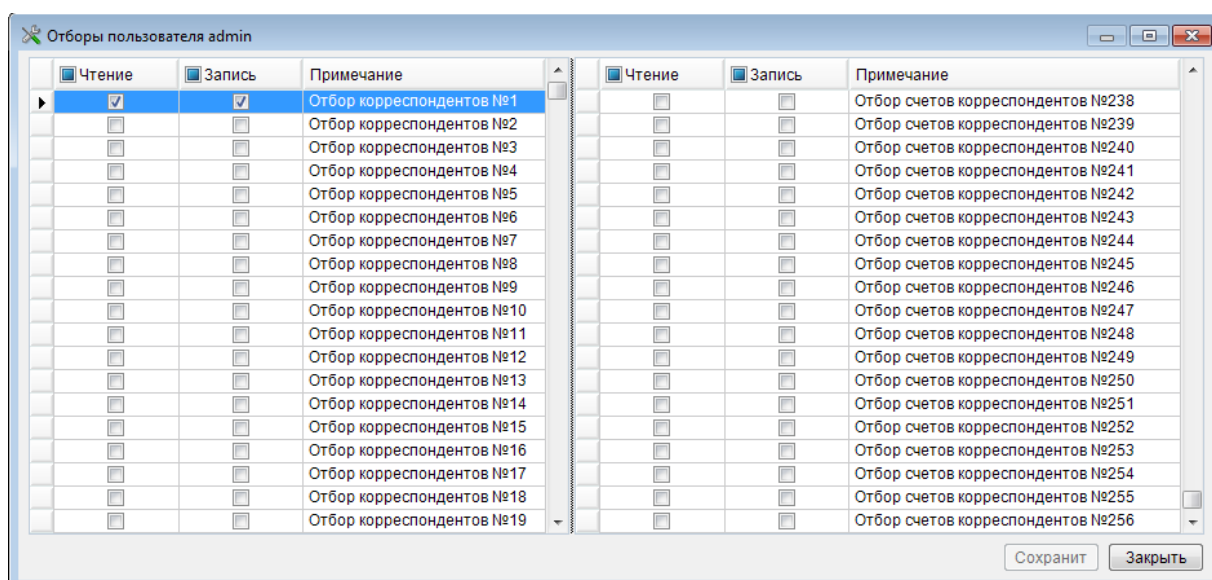 Отборы пользователя admin
Чтение Запись Примечание Чтение Запись Примечание
Отбор корреспондентов №1 Отбор счетов корреспондентов №238
Отбор корреспондентов №2 Отбор счетов корреспондентов №239
Отбор корреспондентов №3 Отбор счетов корреспондентов №240
Отбор корреспондентов №4 Отбор счетов корреспондентов №241
Отбор корреспондентов №5 Отбор счетов корреспондентов №242
Отбор корреспондентов №6 Отбор счетов корреспондентов №243
Отбор корреспондентов №7 Отбор счетов корреспондентов №244
Отбор корреспондентов №8 Отбор счетов корреспондентов №245
Отбор корреспондентов №9 Отбор счетов корреспондентов №246
Отбор корреспондентов №10 Отбор счетов корреспондентов №247
Отбор корреспондентов №11 Отбор счетов корреспондентов №248
Отбор корреспондентов №12 Отбор счетов корреспондентов №249
Отбор корреспондентов №13 Отбор счетов корреспондентов №250
Отбор корреспондентов №14 Отбор счетов корреспондентов №251
Отбор корреспондентов №15 Отбор счетов корреспондентов №252
Отбор корреспондентов №16 Отбор счетов корреспондентов №253
Отбор корреспондентов №17 Отбор счетов корреспондентов №254
Отбор корреспондентов №18 Отбор счетов корреспондентов №255
Отбор корреспондентов №19 Отбор счетов корреспондентов №256
Сохранит Закрыть